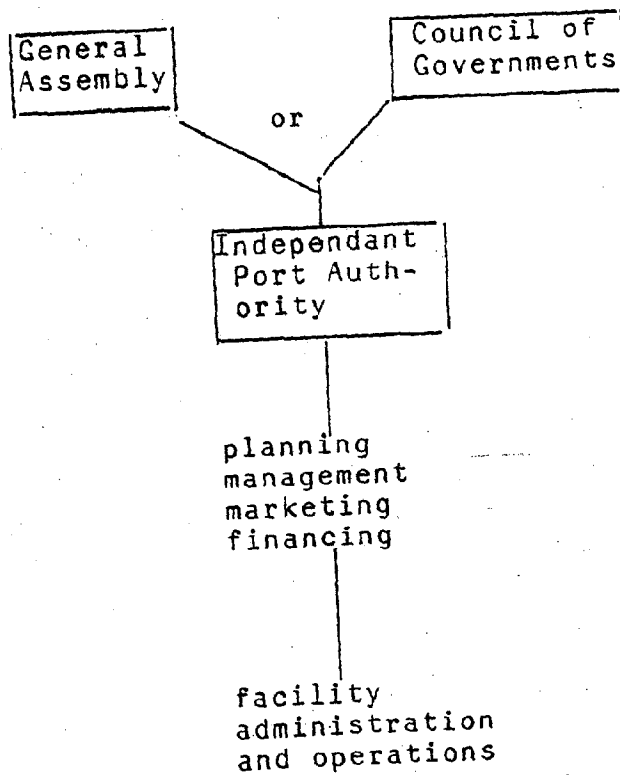 General
Assembly
Council of
Governments
or
Independant
Port Auth-
ority
planning
management
marketing
financing
facility
administration
and operations